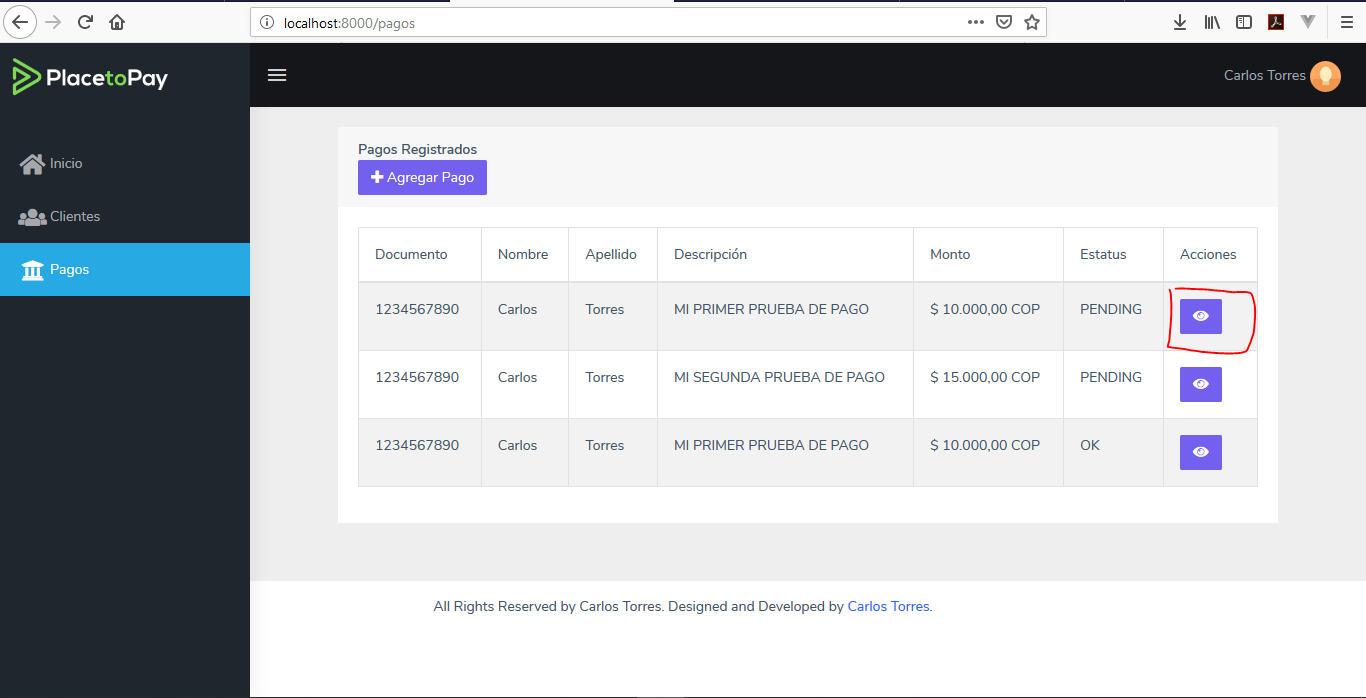 localhost:8000/pagos
PlacetoPay
Carlos Torres
Inicio
Clientes
Pagos
Pagos Registrados
Agregar Pago
Documento Nombre Apellido Descripción Monto Estatus Acciones
1234567890 Carlos Torres MI PRIMER PRUEBA DE PAGO $ 10.000,00 COP PENDING
1234567890 Carlos Torres MI SEGUNDA PRUEBA DE PAGO $ 15.000,00 COP PENDING
1234567890 Carlos Torres MI PRIMER PRUEBA DE PAGO $ 10.000,00 COP OK
All Rights Reserved by Carlos Torres. Designed and Developed by Carlos Torres.